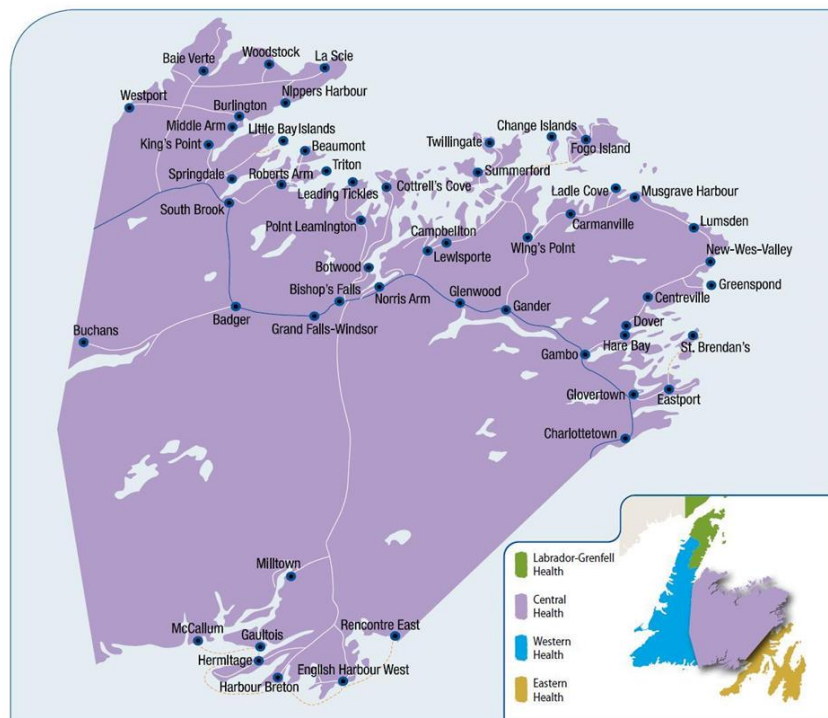 Woodstock
La Scie
Baie Verte
Nippers Harbour
Westport
Burlington
Middle Arm
Little Bay Islands
King's Point
Beaumont
Triton
Springdale
Roberts Arm
Leading Tickles
Cottrell's Cove
South Brook
Twillingate
Change Islands
Fogo Island
Summerford
Ladle Cove
Musgrave Harbour
Carmanville
Lumsden
Point Leamington
Campbellton
Lewisporte
Wing's Point
New-Wes-Valley
Botwood
Greenspond
Bishop's Falls
Norris Arm
Glenwood
Gander
Centreville
Badger
Grand Falls-Windsor
Dover
Hare Bay
St. Brendan's
Buchans
Gambo
Glovertown
Eastport
Charlottetown
Milltown
McCallum
Gaultois
Rencontre East
Hermitage
English Harbour West
Harbour Breton
Labrador-Grenfell
Health
Central
Health
Western
Health
Eastern
Health